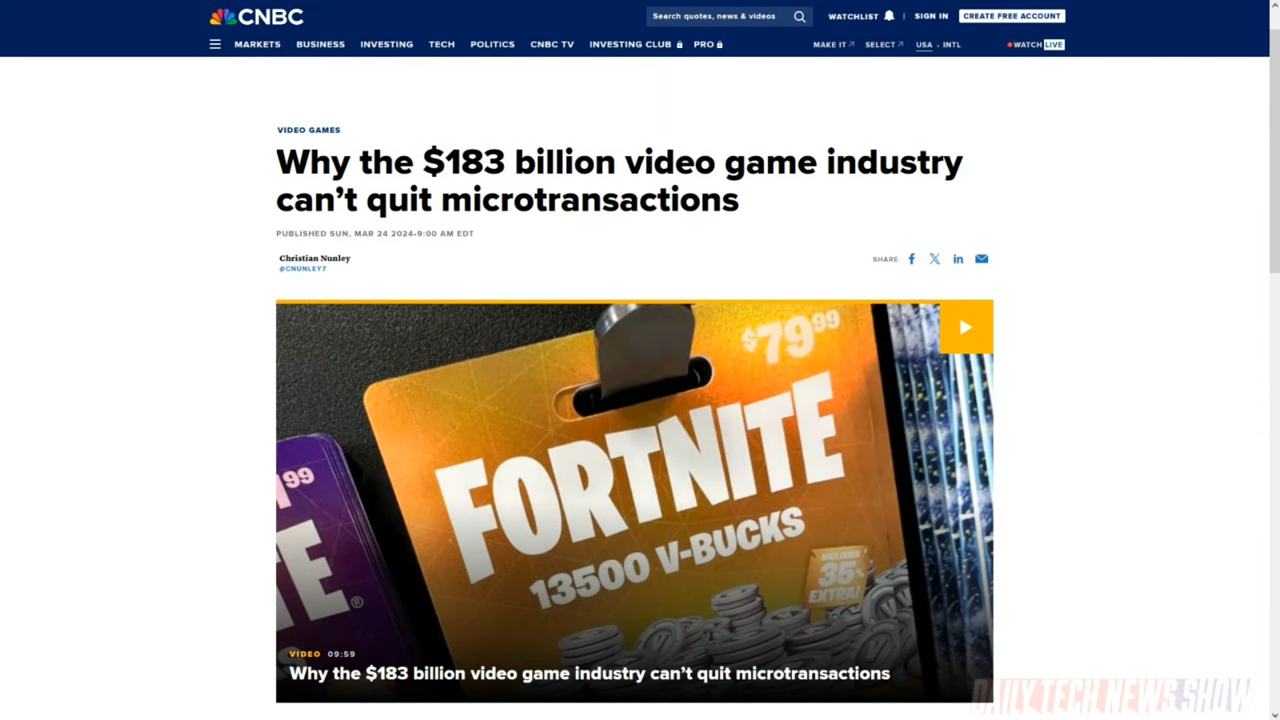 CNBC
Search quotes, news & videos
WATCHLIST
SIGN IN
CREATE FREE ACCOUNT
MARKETS
BUSINESS
INVESTING
TECH
POLITICS
CNBC TV
INVESTING CLUB
PRO
MAKE IT
SELECT
USA • INTL
WATCH LIVE
VIDEO GAMES
Why the $183 billion video game industry
can’t quit microtransactions
PUBLISHED SUN, MAR 24 2024•9:00 AM EDT
Christian Nunley
@CNUNLEY7
SHARE
$79.99
FORTNITE
13500 V-BUCKS
INCLUDES
35%
EXTRA!
99
TE®
VIDEO 09:59
Why the $183 billion video game industry can’t quit microtransactions
DAILY TECH NEWS SHOW